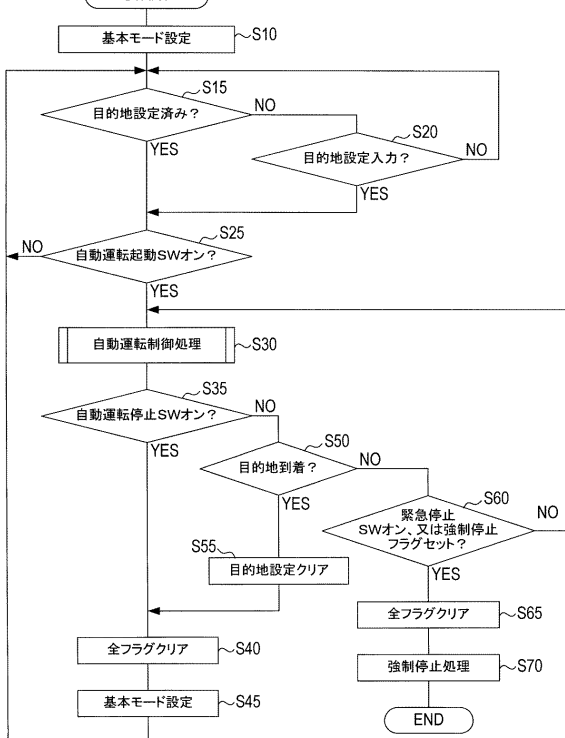 基本モード設定
S10
S15
目的地設定済み?
NO
YES
S20
目的地設定入力?
NO
YES
S25
NO
自動運転起動SWオン?
YES
自動運転制御処理
S30
S35
自動運転停止SWオン?
NO
YES
S50
目的地到着?
NO
YES
S60
緊急停止
SWオン、又は強制停止
フラグセット?
NO
YES
S55
目的地設定クリア
全フラグクリア
S65
全フラグクリア
S40
強制停止処理
S70
基本モード設定
S45
END